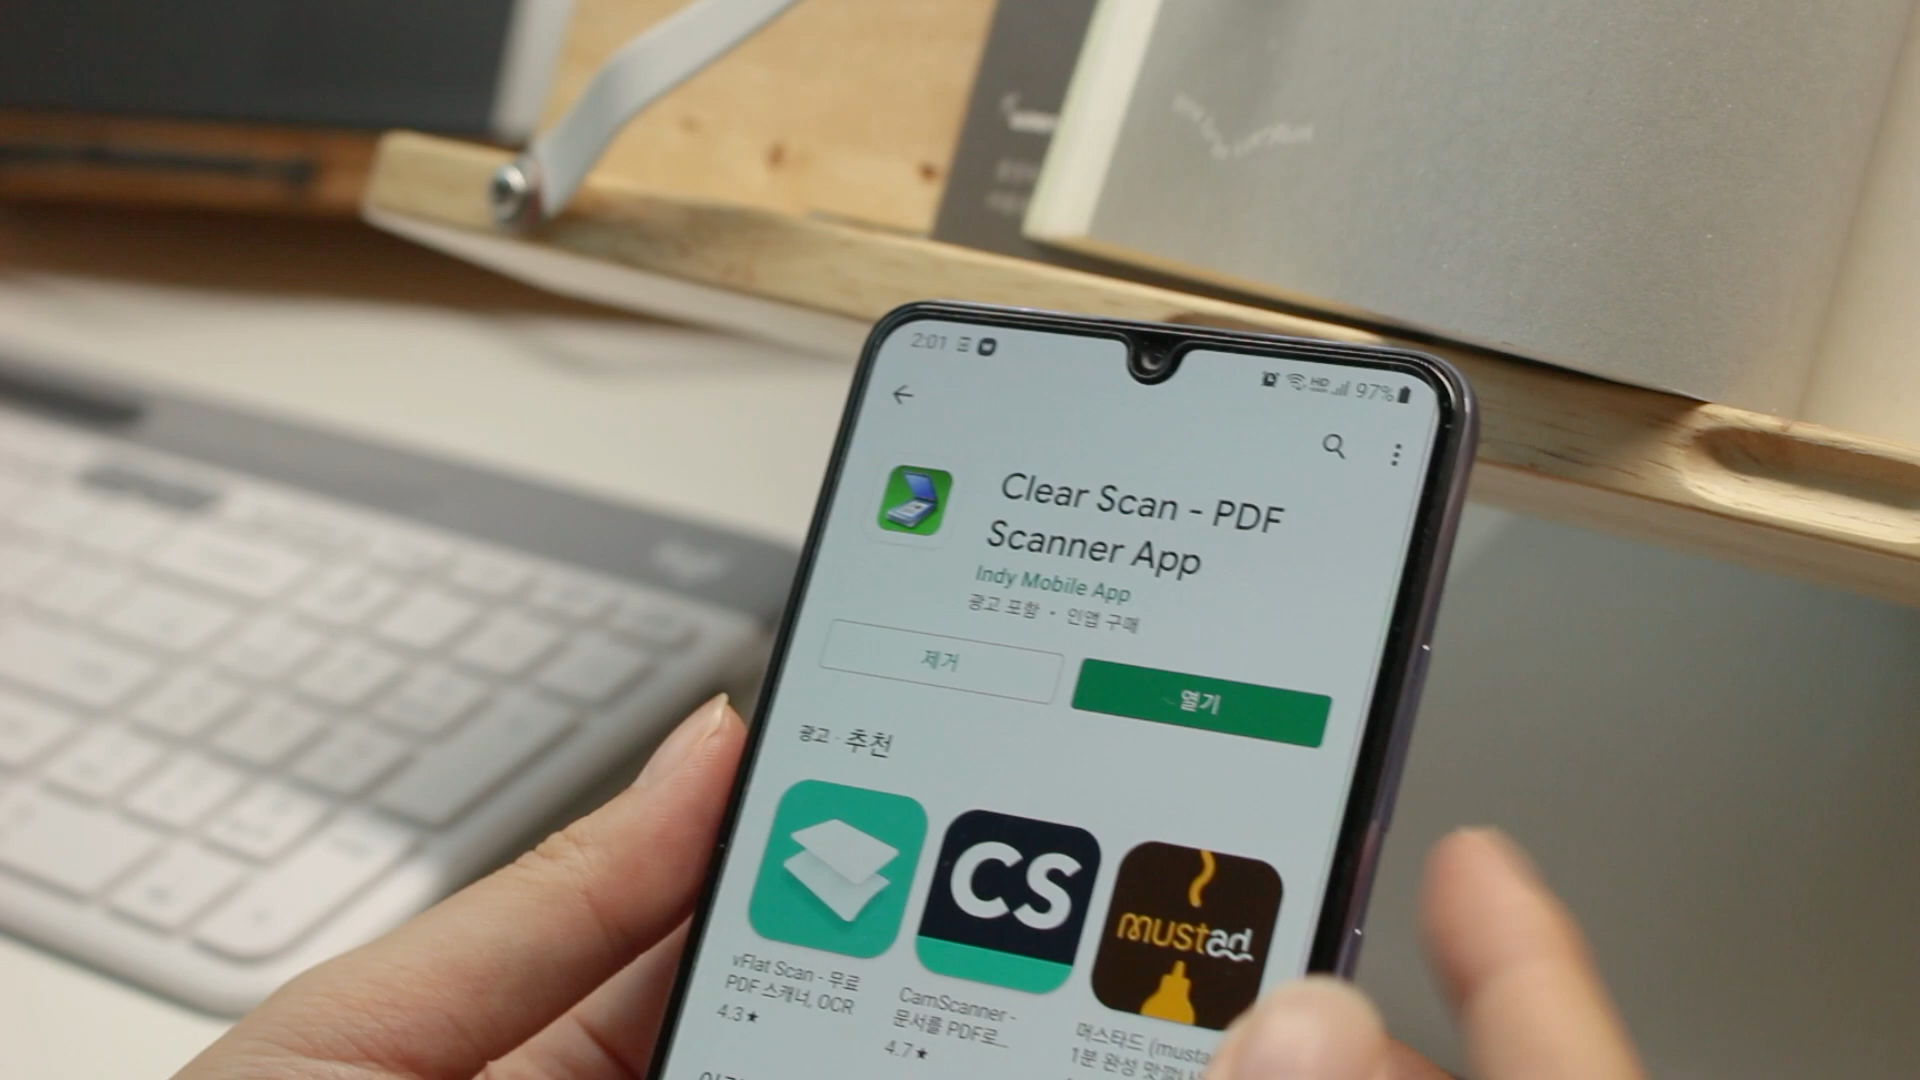 2:01
HD 97%
Clear Scan - PDF
Scanner App
Indy Mobile App
광고 포함 · 인앱 구매
제거
열기
광고 · 추천
CS
mustad
vFlat Scan - 무료
PDF 스캐너, OCR
4.3★
CamScanner -
문서를 PDF로...
4.7★
머스타드 (musta
1분 완성